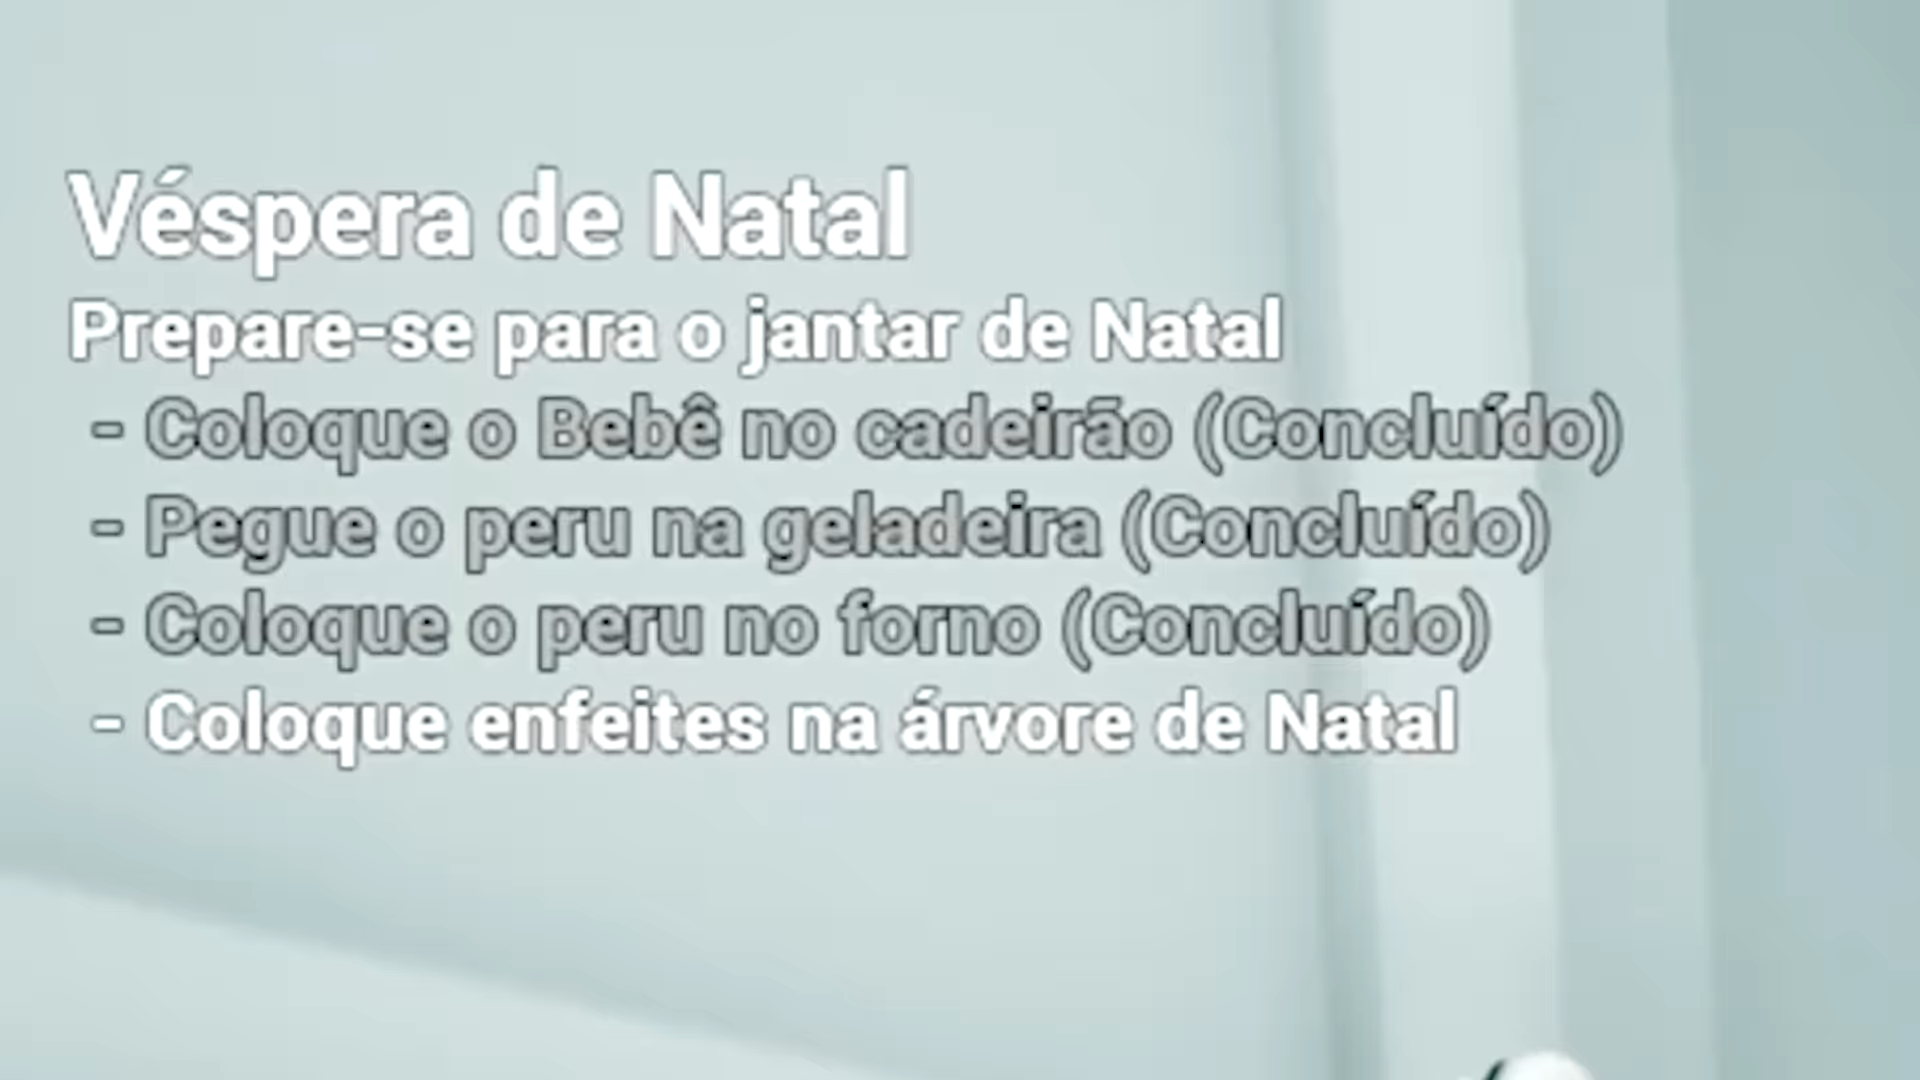 Véspera de Natal
Prepare-se para o jantar de Natal
- Coloque o Bebê no cadeirão (Concluído)
- Pegue o peru na geladeira (Concluído)
- Coloque o peru no forno (Concluído)
- Coloque enfeites na árvore de Natal